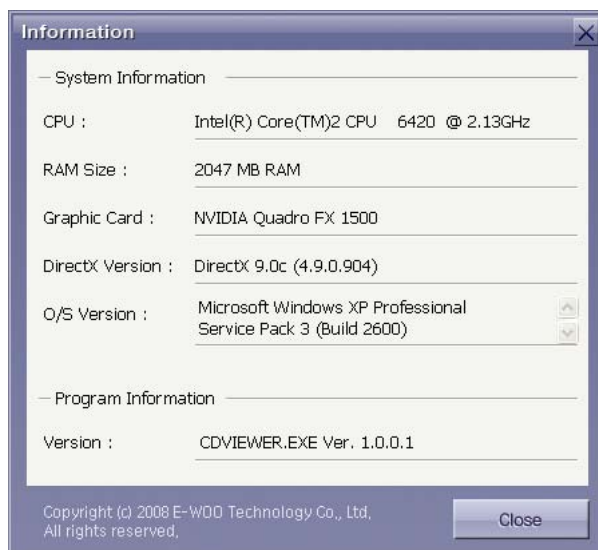 Information
System Information
CPU : Intel(R) Core(TM)2 CPU 6420 @ 2.13GHz
RAM Size : 2047 MB RAM
Graphic Card : NVIDIA Quadro FX 1500
DirectX Version : DirectX 9.0c (4.9.0.904)
O/S Version : Microsoft Windows XP Professional
Service Pack 3 (Build 2600)
Program Information
Version : CDVIEWER.EXE Ver. 1.0.0.1
Copyright (c) 2008 E-WOO Technology Co., Ltd,
All rights reserved,
Close